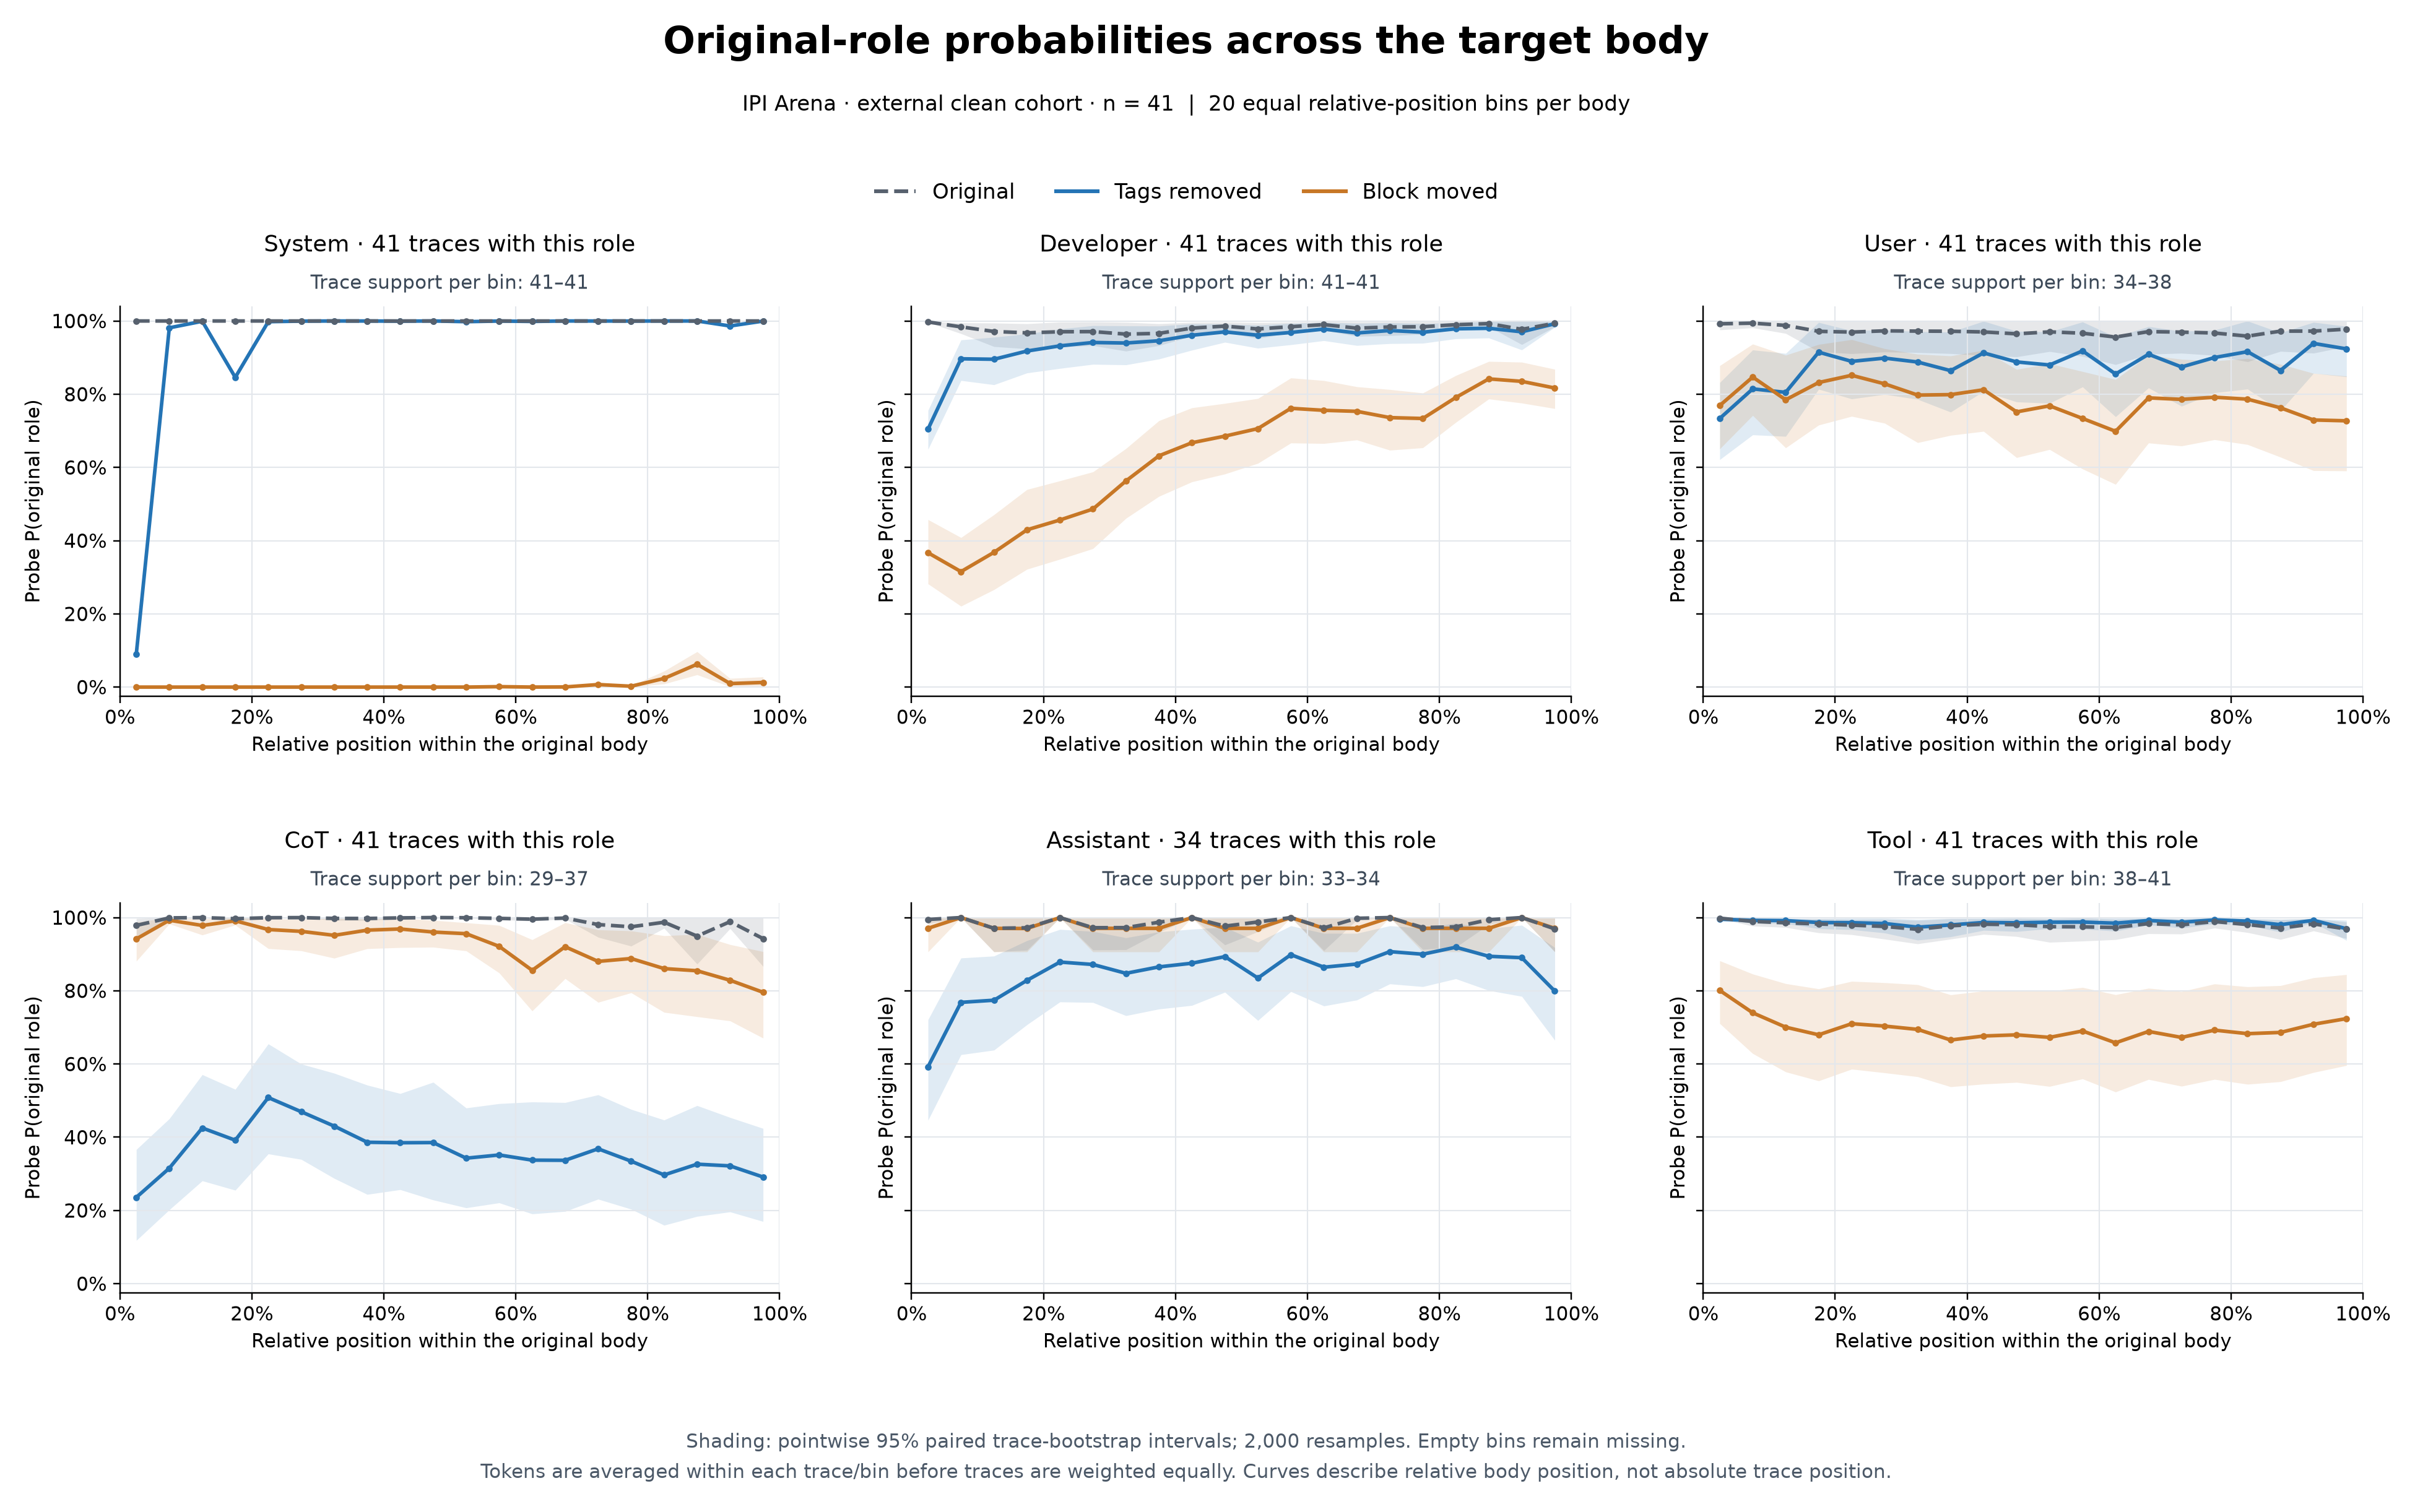 Original-role probabilities across the target body
IPI Arena · external clean cohort · n = 41 | 20 equal relative-position bins per body
Original
Tags removed
Block moved
System · 41 traces with this role
Trace support per bin: 41–41
Probe P(original role)
100%
80%
60%
40%
20%
0%
0% 20% 40% 60% 80% 100%
Relative position within the original body
Developer · 41 traces with this role
Trace support per bin: 41–41
Probe P(original role)
0% 20% 40% 60% 80% 100%
Relative position within the original body
User · 41 traces with this role
Trace support per bin: 34–38
Probe P(original role)
0% 20% 40% 60% 80% 100%
Relative position within the original body
CoT · 41 traces with this role
Trace support per bin: 29–37
Probe P(original role)
100%
80%
60%
40%
20%
0%
0% 20% 40% 60% 80% 100%
Relative position within the original body
Assistant · 34 traces with this role
Trace support per bin: 33–34
Probe P(original role)
0% 20% 40% 60% 80% 100%
Relative position within the original body
Tool · 41 traces with this role
Trace support per bin: 38–41
Probe P(original role)
0% 20% 40% 60% 80% 100%
Relative position within the original body
Shading: pointwise 95% paired trace-bootstrap intervals; 2,000 resamples. Empty bins remain missing.
Tokens are averaged within each trace/bin before traces are weighted equally. Curves describe relative body position, not absolute trace position.